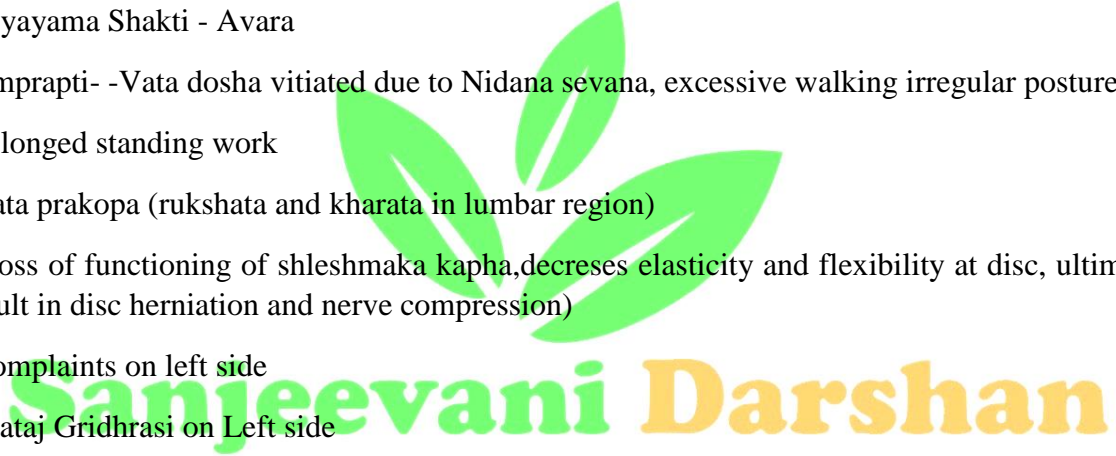 yayama Shakti - Avara
mprapti- -Vata dosha vitiated due to Nidana sevana, excessive walking irregular posture
longed standing work
ata prakopa (rukshata and kharata in lumbar region)
oss of functioning of shleshmaka kapha,decreses elasticity and flexibility at disc, ultim
ult in disc herniation and nerve compression)
omplaints on left side
Sanjeevani Darshan
ataj Gridhrasi on Left side